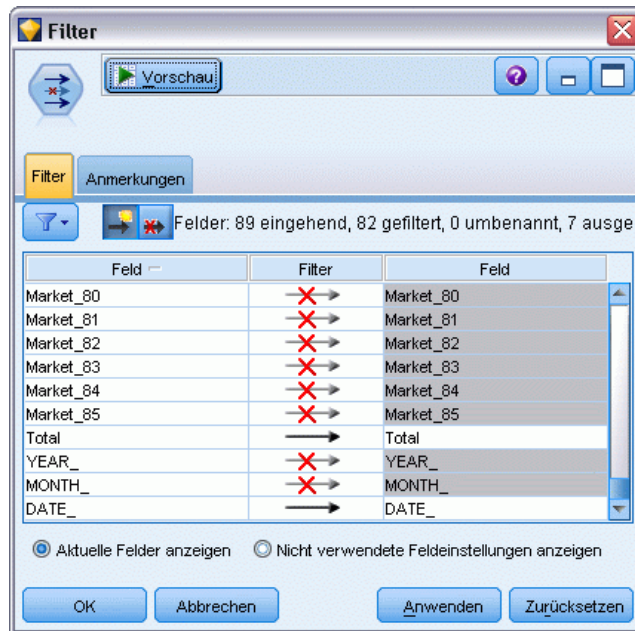 Filter
Vorschau
Filter Anmerkungen
Felder: 89 eingehend, 82 gefiltert, 0 umbenannt, 7 ausge
Feld Filter Feld
Market_80 Market_80
Market_81 Market_81
Market_82 Market_82
Market_83 Market_83
Market_84 Market_84
Market_85 Market_85
Total Total
YEAR_ YEAR_
MONTH_ MONTH_
DATE_ DATE_
Aktuelle Felder anzeigen Nicht verwendete Feldeinstellungen anzeigen
OK Abbrechen Anwenden Zurücksetzen